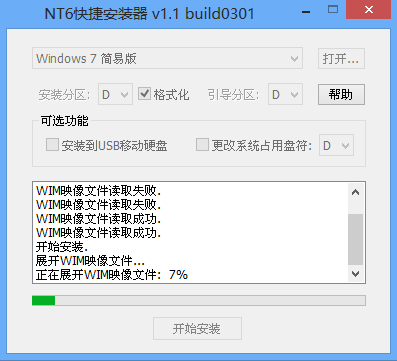 NT6快捷安装器 v1.1 build0301
Windows 7 简易版
打开...
安装分区: D 格式化 引导分区: D 帮助
可选功能
安装到USB移动硬盘 更改系统占用盘符: D
WIM映像文件读取失败.
WIM映像文件读取失败.
WIM映像文件读取成功.
WIM映像文件读取成功.
开始安装.
展开WIM映像文件...
正在展开WIM映像文件: 7%
开始安装